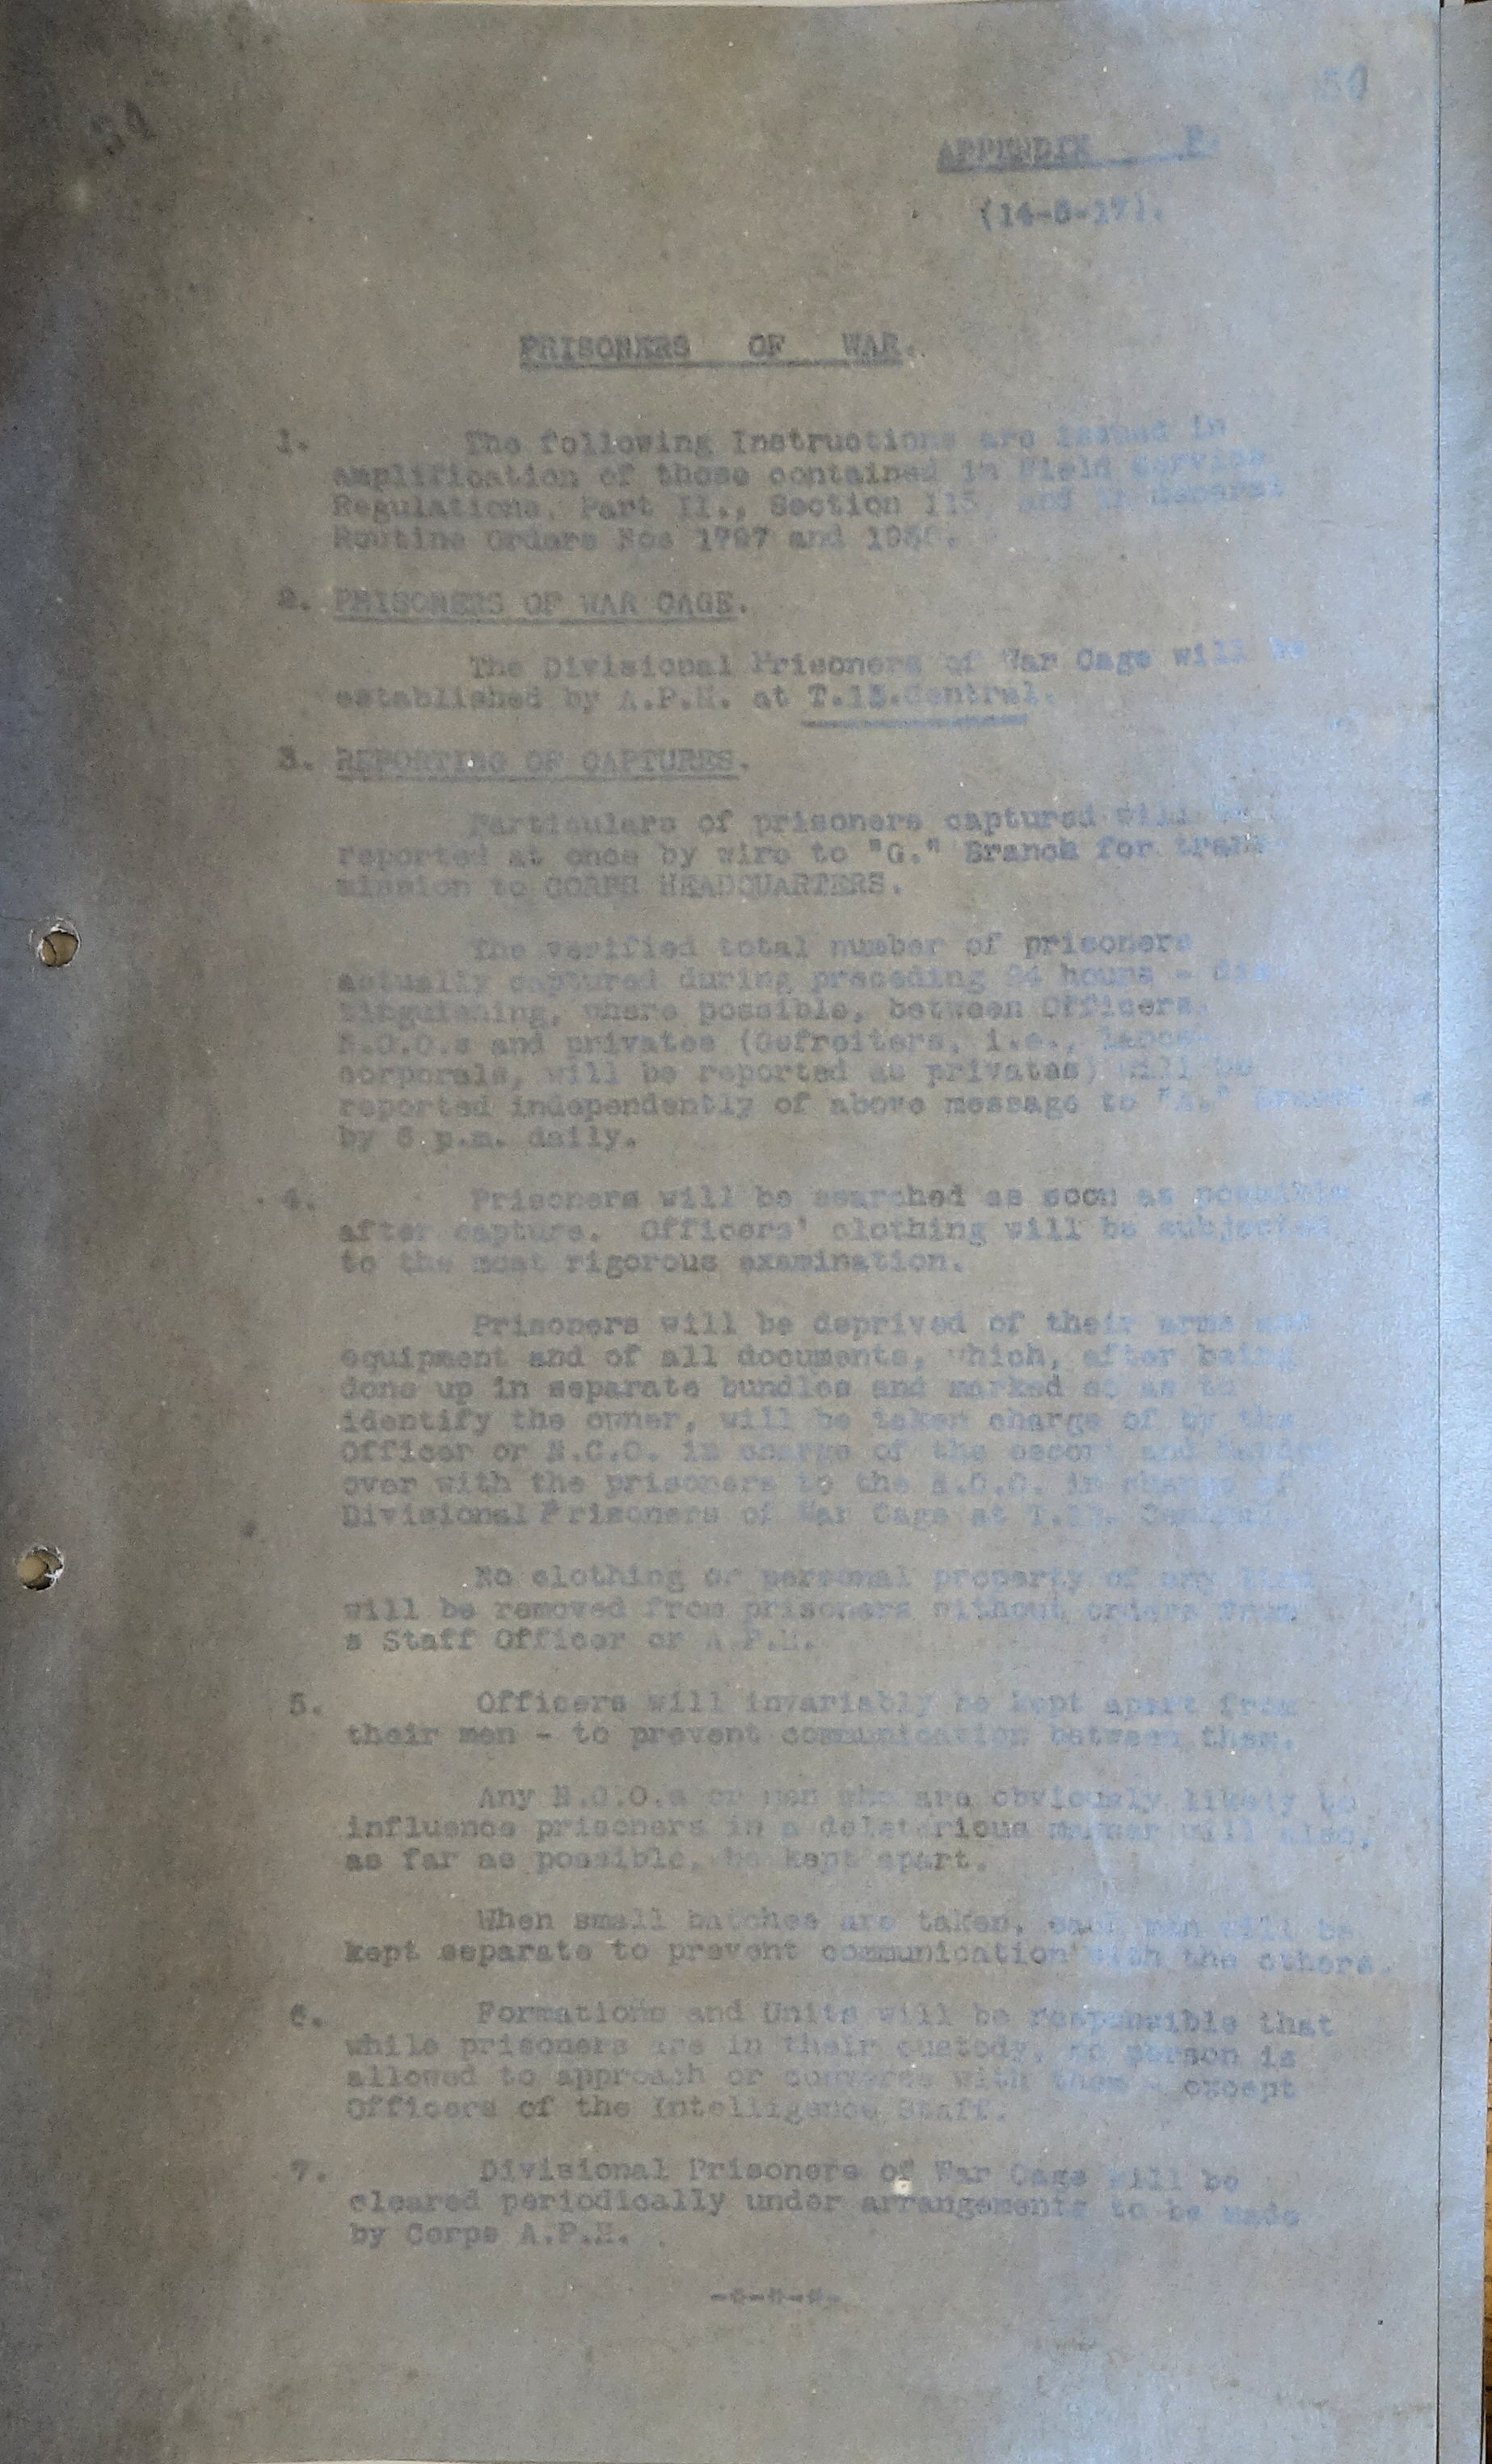 50
34
APPENDIX F.
(14-5-17).
PRISONERS OF WAR.
1. The following Instructions are issued in
amplification of those contained in Field Service
Regulations, Part II., Section 115 and in General
Routine Orders Nos 1797 and
2. PRISONERS OF WAR CAGE.
The Divisional Prisoners of War Cage will be
established by A.P.M. at T.15.Central.
3. REPORTING OF CAPTURES.
Particulars of prisoners captured will be
reported at once by wire to "G." Branch for trans-
mission to CORPS HEADQUARTERS.
The verified total number of prisoners
actually captured during preceding 24 hours - dis-
tinguishing, where possible, between Officers,
N.C.O.s and privates (Gefreiters, i.e., lance-
corporals, will be reported as privates) will be
reported independently of above message to "A." Branch
by 6 p.m. daily.
4. Prisoners will be searched as soon as possible
after capture. Officers' clothing will be subjected
to the most rigorous examination.
Prisoners will be deprived of their arms and
equipment and of all documents, which, after being
done up in separate bundles and marked so as to
identify the owner, will be taken charge of by the
Officer or N.C.O. in charge of the escort and handed
over with the prisoners to the N.C.O. in charge of
Divisional Prisoners of War Cage at T.15. Central.
No clothing or personal property of any kind
will be removed from prisoners without orders from
a Staff Officer or A.P.M.
5. Officers will invariably be kept apart from
their men - to prevent communication between them.
Any N.C.O.s or men who are obviously likely to
influence prisoners in a deleterious manner will also,
as far as possible, be kept apart.
When small batches are taken, each man will be
kept separate to prevent communication with the others.
6. Formations and Units will be responsible that
while prisoners are in their custody, no person is
allowed to approach or converse with them - except
Officers of the Intelligence Staff.
7. Divisional Prisoners of War Cage will be
cleared periodically under arrangements to be made
by Corps A.P.M.